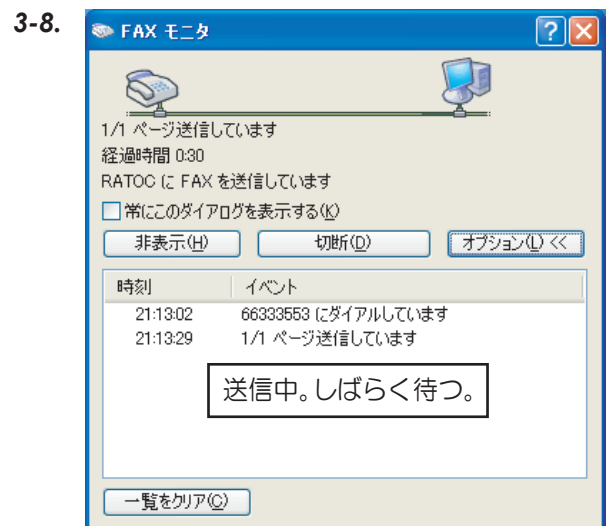 3-8.
FAX モニタ
1/1 ページ送信しています
経過時間 0:30
RATOC に FAX を送信しています
常にこのダイアログを表示する(K)
非表示(H) 切断(D) オプション(L) <<
時刻 イベント
21:13:02 66333553 にダイアルしています
21:13:29 1/1 ページ送信しています
送信中。しばらく待つ。
一覧をクリア(C)